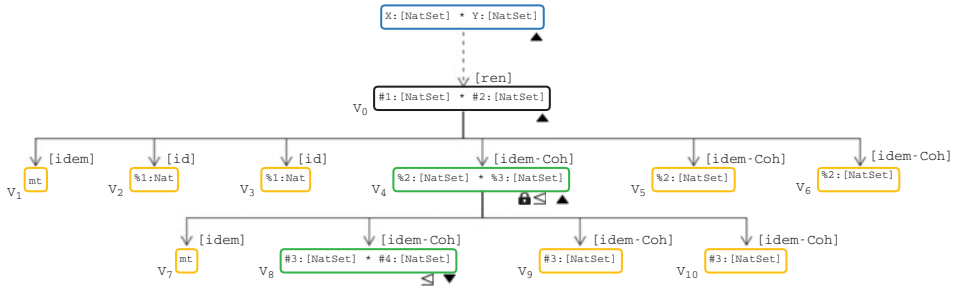 X:[NatSet] * Y:[NatSet]
[ren]
#1:[NatSet] * #2:[NatSet]
V0
[idem] [id] [id] [idem-Coh] [idem-Coh] [idem-Coh]
mt %1:Nat %1:Nat %2:[NatSet] * %3:[NatSet] %2:[NatSet] %2:[NatSet]
V1 V2 V3 V4 V5 V6
≤
[idem] [idem-Coh] [idem-Coh] [idem-Coh]
mt #3:[NatSet] * #4:[NatSet] #3:[NatSet] #3:[NatSet]
V7 V8 V9 V10
≤